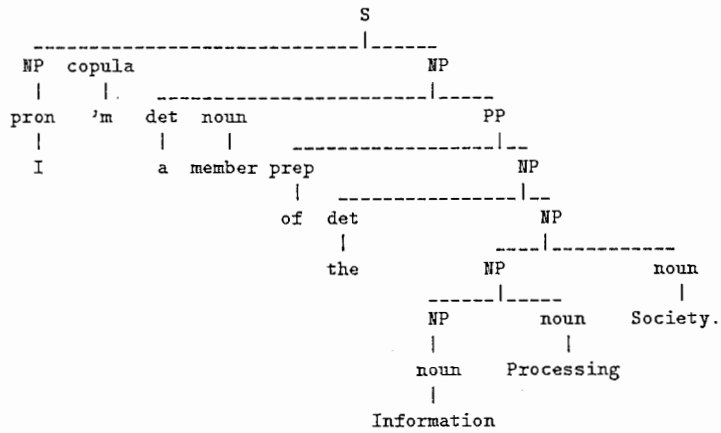 S
NP copula NP
pron 'm det noun PP
I a member prep NP
of det NP
the NP noun
NP noun Society.
noun Processing
Information